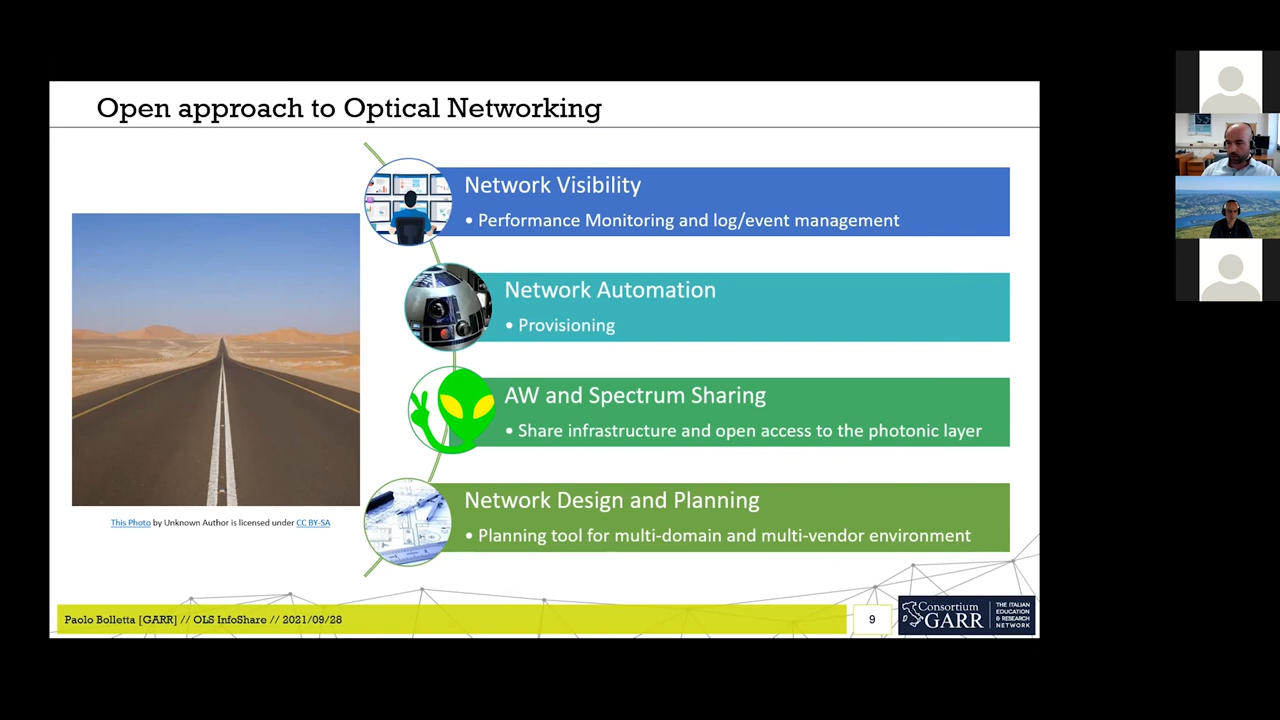 Open approach to Optical Networking
Network Visibility
• Performance Monitoring and log/event management
Network Automation
• Provisioning
AW and Spectrum Sharing
• Share infrastructure and open access to the photonic layer
Network Design and Planning
• Planning tool for multi-domain and multi-vendor environment
This Photo by Unknown Author is licensed under CC BY-SA
Paolo Bolletta [GARR] // OLS InfoShare // 2021/09/28
9
Consortium
GARR
THE ITALIAN
EDUCATION
& RESEARCH
NETWORK